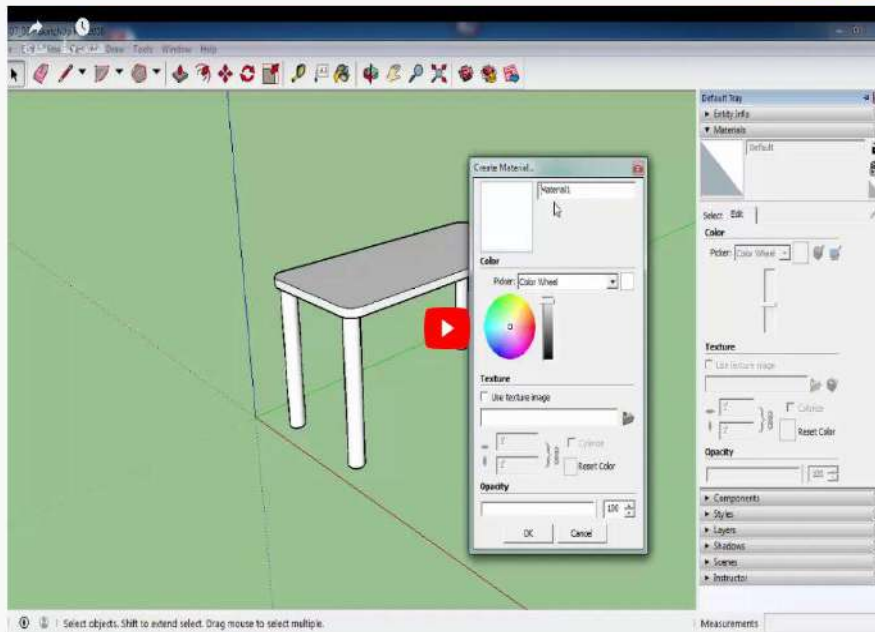 Draw Tools Window Help
Default Tray
Entity Info
Materials
Default
Select Edit
Color
Picker: Color Wheel
Texture
Use texture image
Colorize
Reset Color
Opacity
100
Components
Styles
Layers
Shadows
Scenes
Instructor
Create Material...
Material1
Color
Picker: Color Wheel
Texture
Use texture image
Colorize
Reset Color
Opacity
100
OK Cancel
Select objects. Shift to extend select. Drag mouse to select multiple.
Measurements